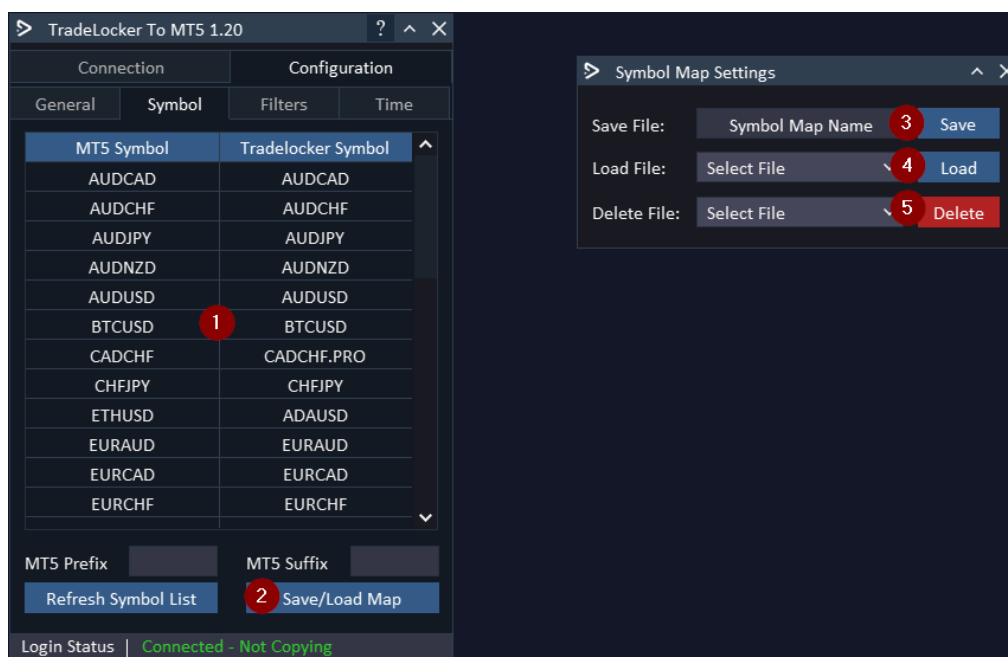 TradeLocker To MT5 1.20 ?
Connection Configuration
General Symbol Filters Time
MT5 Symbol Tradelocker Symbol
AUDCAD AUDCAD
AUDCHF AUDCHF
AUDJPY AUDJPY
AUDNZD AUDNZD
AUDUSD AUDUSD
BTCUSD 1 BTCUSD
CADCHF CADCHF.PRO
CHFJPY CHFJPY
ETHUSD ADAUSD
EURAUD EURAUD
EURCAD EURCAD
EURCHF EURCHF
MT5 Prefix MT5 Suffix
Refresh Symbol List 2 Save/Load Map
Login Status | Connected - Not Copying
Symbol Map Settings
Save File: Symbol Map Name 3 Save
Load File: Select File 4 Load
Delete File: Select File 5 Delete